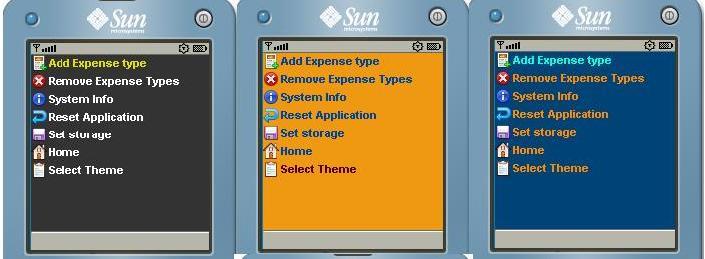 Sun
microsystems
Add Expense type
Remove Expense Types
System Info
Reset Application
Set storage
Home
Select Theme
Sun
microsystems
Add Expense type
Remove Expense Types
System Info
Reset Application
Set storage
Home
Select Theme
Sun
microsystems
Add Expense type
Remove Expense Types
System Info
Reset Application
Set storage
Home
Select Theme